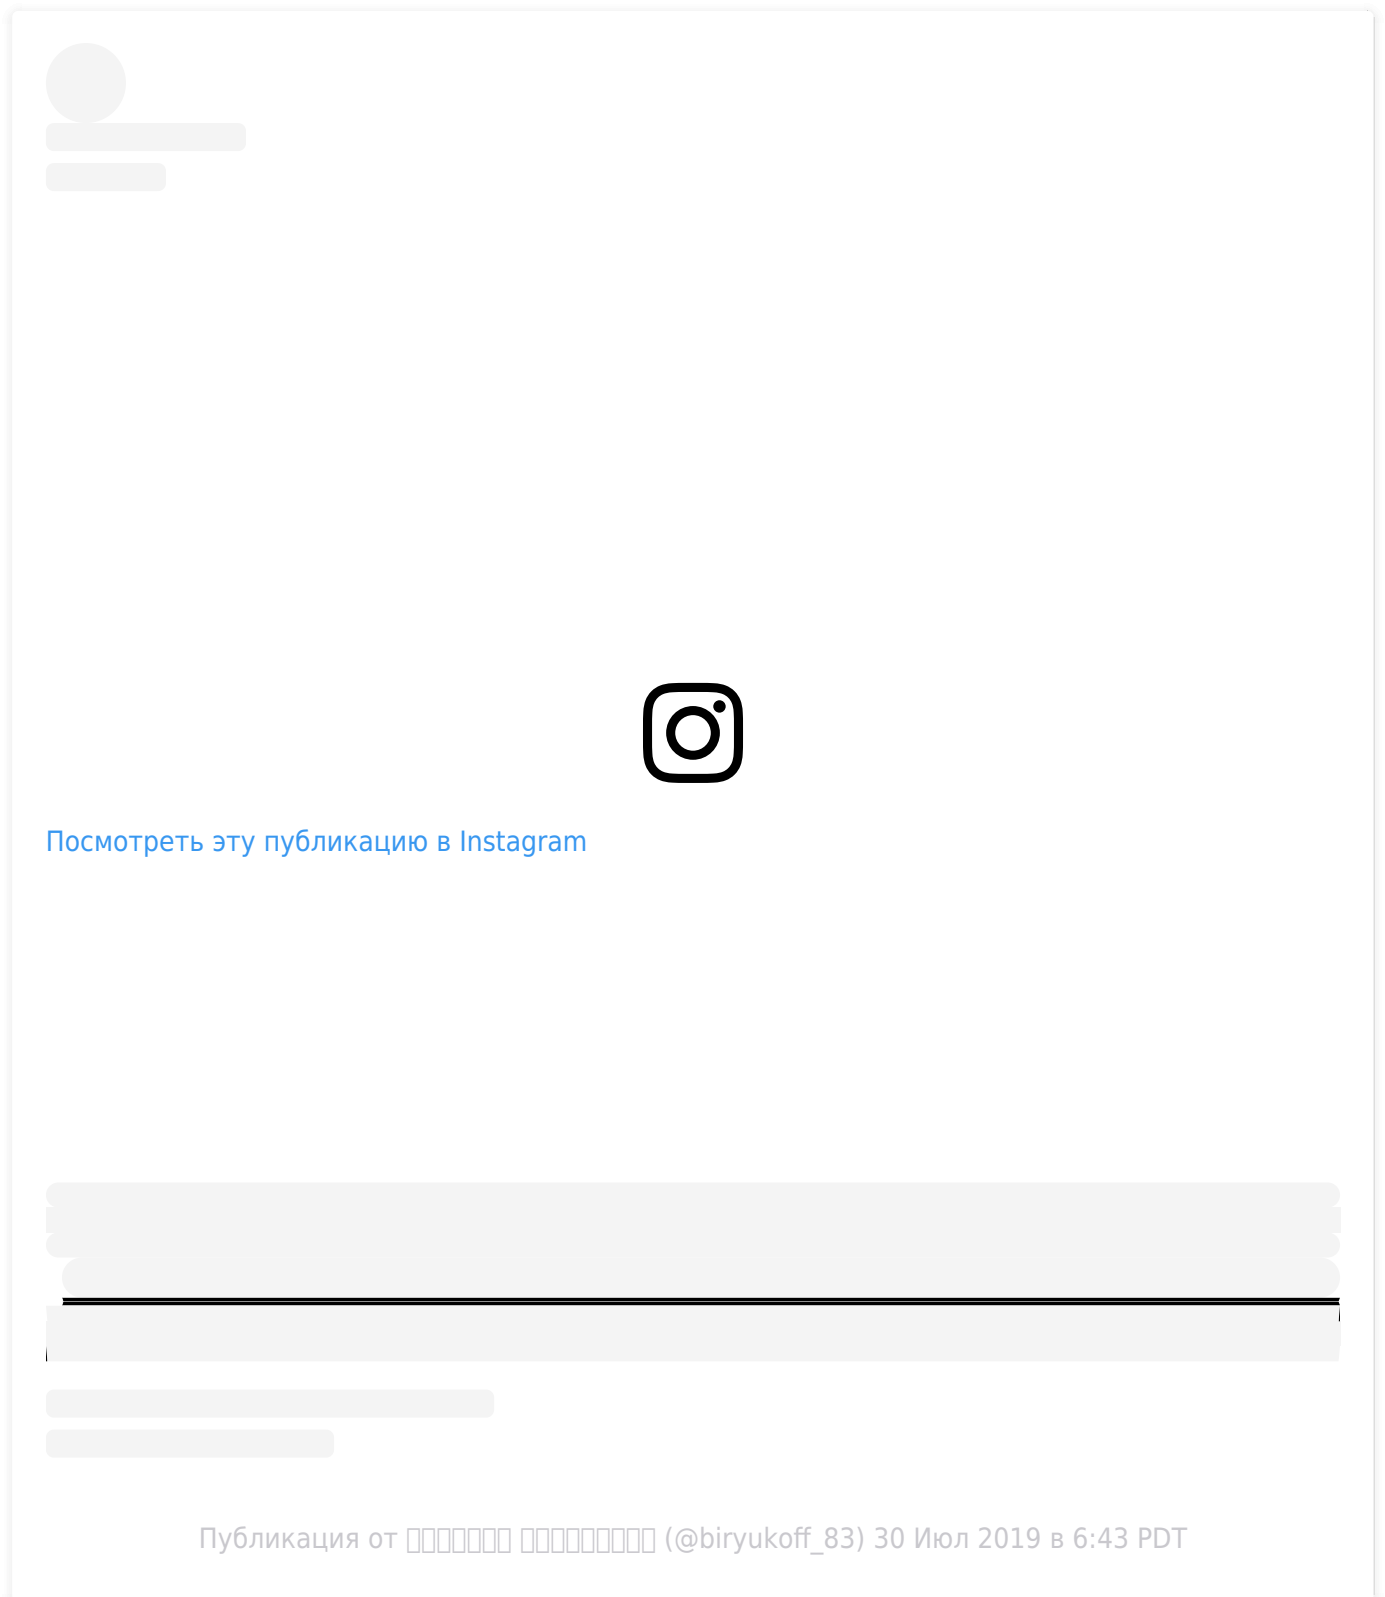 Посмотреть эту публикацию в Instagram
Публикация от (@biryukoff_83) 30 Июл 2019 в 6:43 PDT